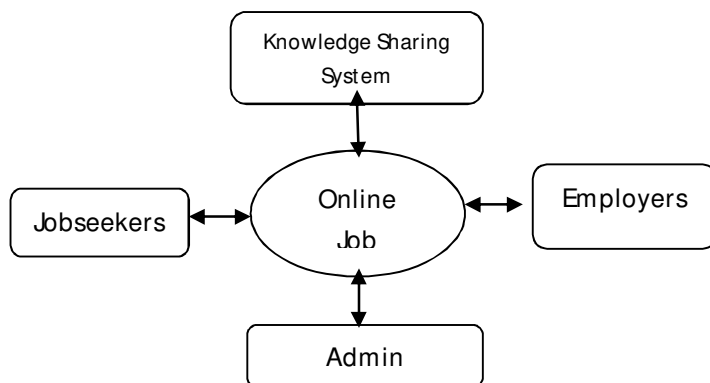 Knowledge Sharing
System
Online
Job
Jobseekers
Employers
Admin